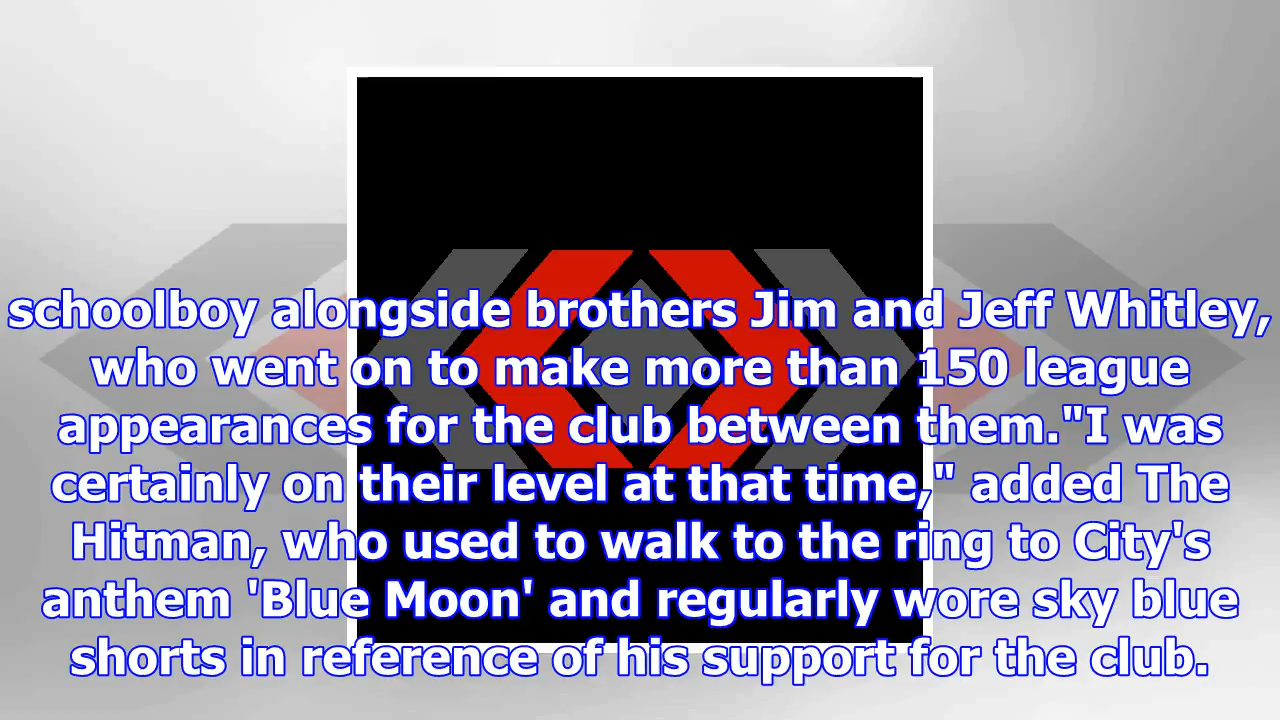 schoolboy alongside brothers Jim and Jeff Whitley,
who went on to make more than 150 league
appearances for the club between them."I was
certainly on their level at that time," added The
Hitman, who used to walk to the ring to City's
anthem 'Blue Moon' and regularly wore sky blue
shorts in reference of his support for the club.